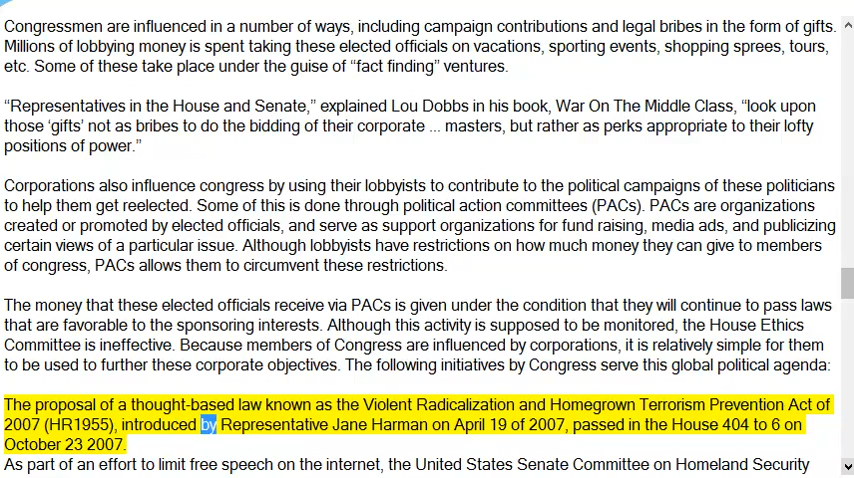 Congressmen are influenced in a number of ways, including campaign contributions and legal bribes in the form of gifts.
Millions of lobbying money is spent taking these elected officials on vacations, sporting events, shopping sprees, tours,
etc. Some of these take place under the guise of “fact finding” ventures.
“Representatives in the House and Senate,” explained Lou Dobbs in his book, War On The Middle Class, “look upon
those ‘gifts’ not as bribes to do the bidding of their corporate ... masters, but rather as perks appropriate to their lofty
positions of power.”
Corporations also influence congress by using their lobbyists to contribute to the political campaigns of these politicians
to help them get reelected. Some of this is done through political action committees (PACs). PACs are organizations
created or promoted by elected officials, and serve as support organizations for fund raising, media ads, and publicizing
certain views of a particular issue. Although lobbyists have restrictions on how much money they can give to members
of congress, PACs allows them to circumvent these restrictions.
The money that these elected officials receive via PACs is given under the condition that they will continue to pass laws
that are favorable to the sponsoring interests. Although this activity is supposed to be monitored, the House Ethics
Committee is ineffective. Because members of Congress are influenced by corporations, it is relatively simple for them
to be used to further these corporate objectives. The following initiatives by Congress serve this global political agenda:
The proposal of a thought-based law known as the Violent Radicalization and Homegrown Terrorism Prevention Act of
2007 (HR1955), introduced by Representative Jane Harman on April 19 of 2007, passed in the House 404 to 6 on
October 23 2007.
As part of an effort to limit free speech on the internet, the United States Senate Committee on Homeland Security